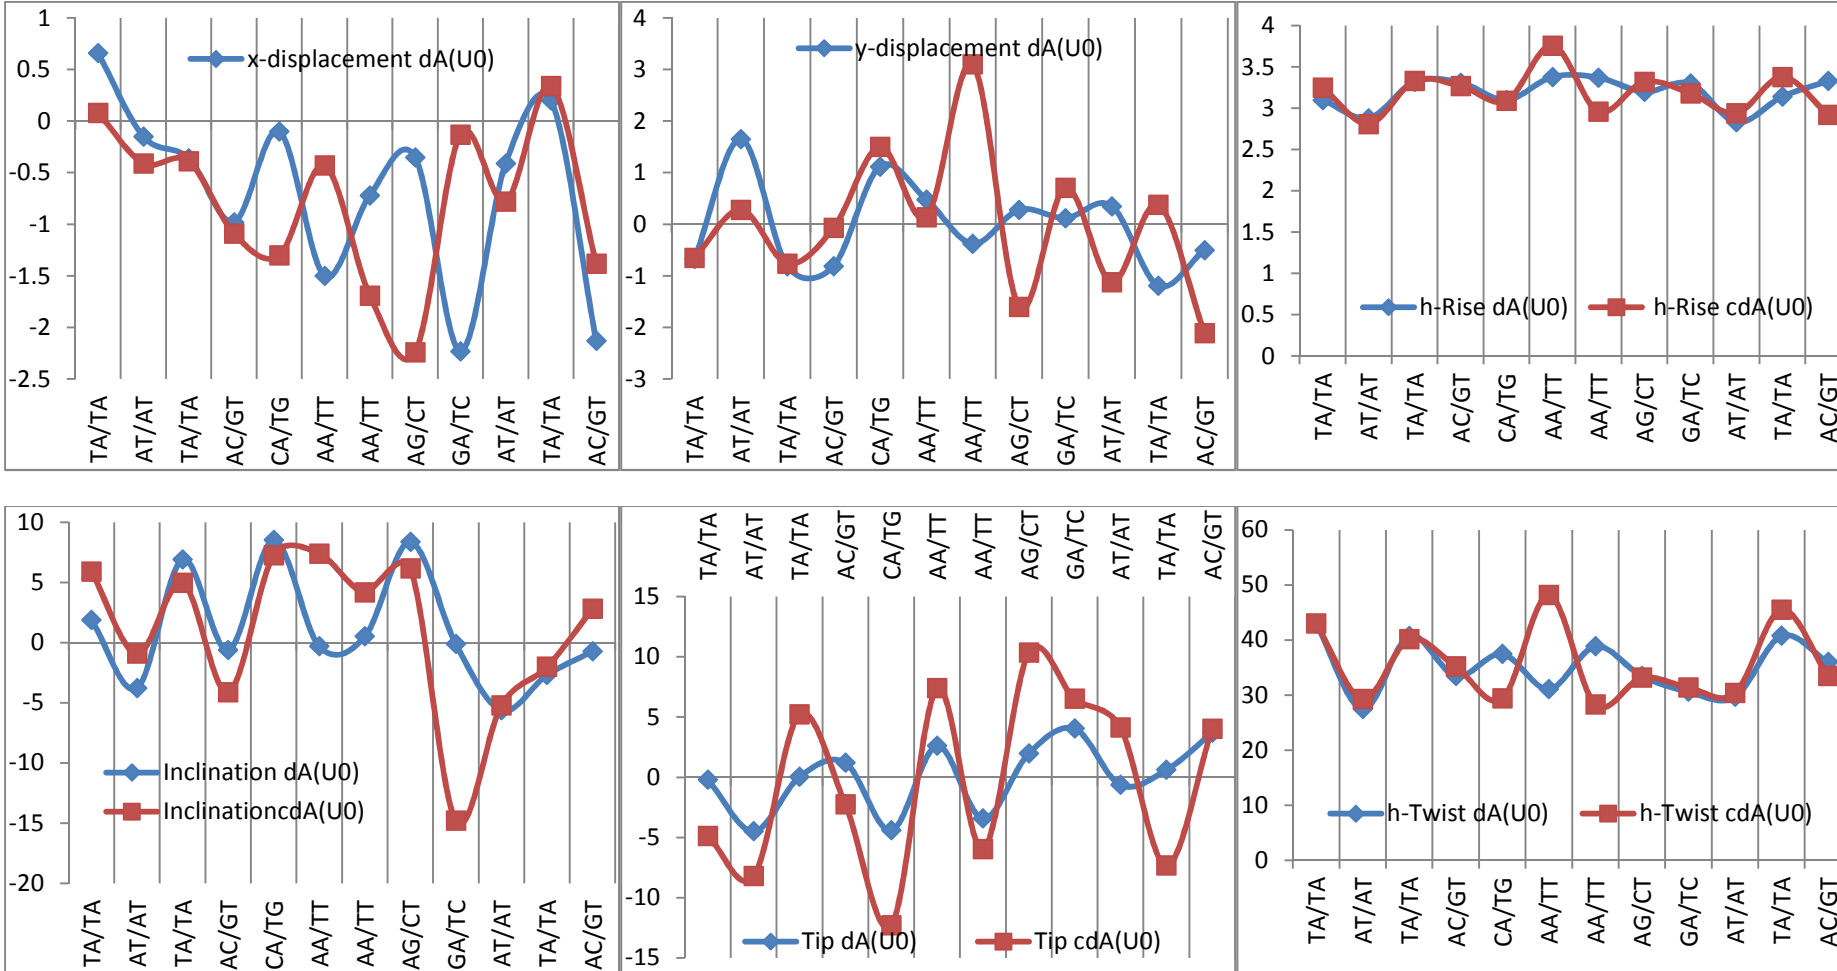 1
0.5
0
-0.5
-1
-1.5
-2
-2.5
x-displacement dA(U0)
TA/TA
AT/AT
TA/TA
AC/GT
CA/TG
AA/TT
AA/TT
AG/CT
GA/TC
AT/AT
TA/TA
AC/GT
4
3
2
1
0
-1
-2
-3
y-displacement dA(U0)
TA/TA
AT/AT
TA/TA
AC/GT
CA/TG
AA/TT
AA/TT
AG/CT
GA/TC
AT/AT
TA/TA
AC/GT
4
3.5
3
2.5
2
1.5
1
0.5
0
h-Rise dA(U0)
h-Rise cdA(U0)
TA/TA
AT/AT
TA/TA
AC/GT
CA/TG
AA/TT
AA/TT
AG/CT
GA/TC
AT/AT
TA/TA
AC/GT
10
5
0
-5
-10
-15
-20
Inclination dA(U0)
InclinationcdA(U0)
TA/TA
AT/AT
TA/TA
AC/GT
CA/TG
AA/TT
AA/TT
AG/CT
GA/TC
AT/AT
TA/TA
AC/GT
TA/TA
AT/AT
TA/TA
AC/GT
CA/TG
AA/TT
AA/TT
AG/CT
GA/TC
AT/AT
TA/TA
AC/GT
15
10
5
0
-5
-10
-15
Tip dA(U0)
Tip cdA(U0)
60
50
40
30
20
10
0
h-Twist dA(U0)
h-Twist cdA(U0)
TA/TA
AT/AT
TA/TA
AC/GT
CA/TG
AA/TT
AA/TT
AG/CT
GA/TC
AT/AT
TA/TA
AC/GT